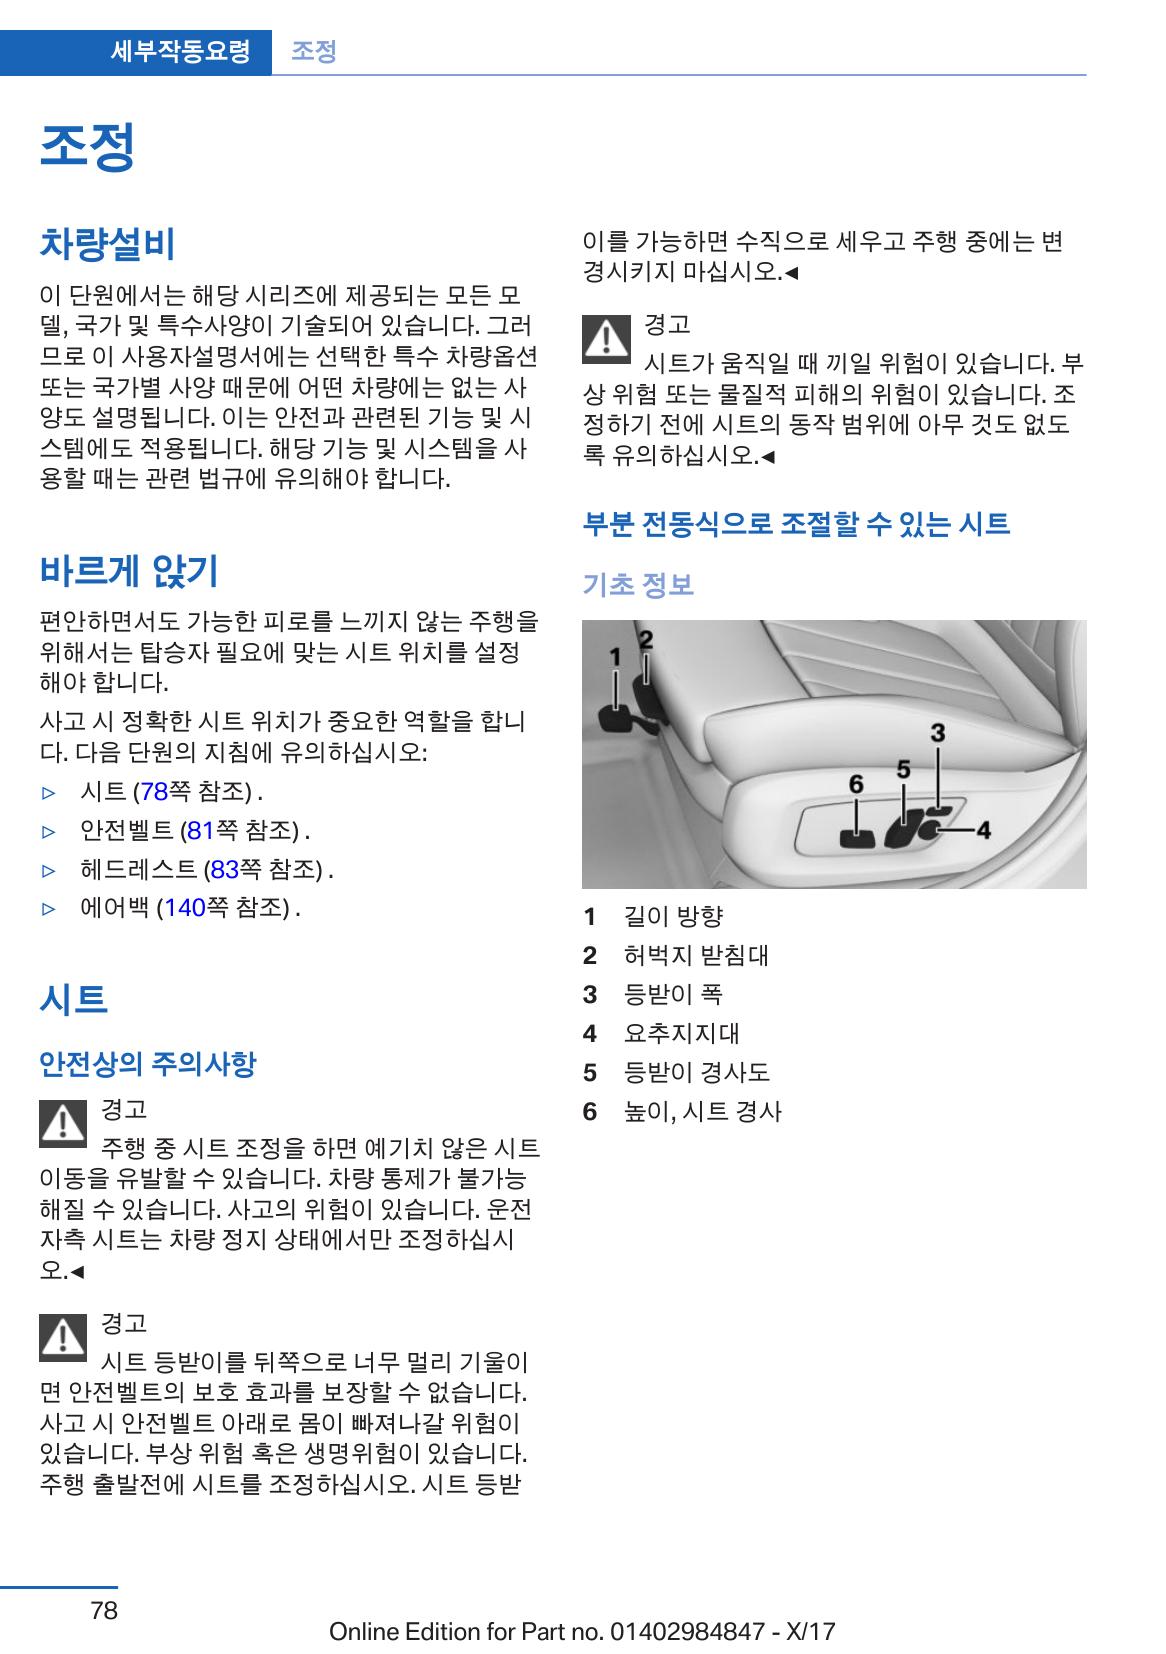 세부작동요령 조정
조정
차량설비
이 단원에서는 해당 시리즈에 제공되는 모든 모
델, 국가 및 특수사양이 기술되어 있습니다. 그러
므로 이 사용자설명서에는 선택한 특수 차량옵션
또는 국가별 사양 때문에 어떤 차량에는 없는 사
양도 설명됩니다. 이는 안전과 관련된 기능 및 시
스템에도 적용됩니다. 해당 기능 및 시스템을 사
용할 때는 관련 법규에 유의해야 합니다.
바르게 앉기
편안하면서도 가능한 피로를 느끼지 않는 주행을
위해서는 탑승자 필요에 맞는 시트 위치를 설정
해야 합니다.
사고 시 정확한 시트 위치가 중요한 역할을 합니
다. 다음 단원의 지침에 유의하십시오:
▷ 시트 (78쪽 참조) .
▷ 안전벨트 (81쪽 참조) .
▷ 헤드레스트 (83쪽 참조) .
▷ 에어백 (140쪽 참조) .
시트
안전상의 주의사항
경고
주행 중 시트 조정을 하면 예기치 않은 시트
이동을 유발할 수 있습니다. 차량 통제가 불가능
해질 수 있습니다. 사고의 위험이 있습니다. 운전
자측 시트는 차량 정지 상태에서만 조정하십시
오.◀
경고
시트 등받이를 뒤쪽으로 너무 멀리 기울이
면 안전벨트의 보호 효과를 보장할 수 없습니다.
사고 시 안전벨트 아래로 몸이 빠져나갈 위험이
있습니다. 부상 위험 혹은 생명위험이 있습니다.
주행 출발전에 시트를 조정하십시오. 시트 등받
이를 가능하면 수직으로 세우고 주행 중에는 변
경시키지 마십시오.◀
경고
시트가 움직일 때 끼일 위험이 있습니다. 부
상 위험 또는 물질적 피해의 위험이 있습니다. 조
정하기 전에 시트의 동작 범위에 아무 것도 없도
록 유의하십시오.◀
부분 전동식으로 조절할 수 있는 시트
기초 정보
1
2
3
5
6
4
1 길이 방향
2 허벅지 받침대
3 등받이 폭
4 요추지지대
5 등받이 경사도
6 높이, 시트 경사
78
Online Edition for Part no. 01402984847 - X/17